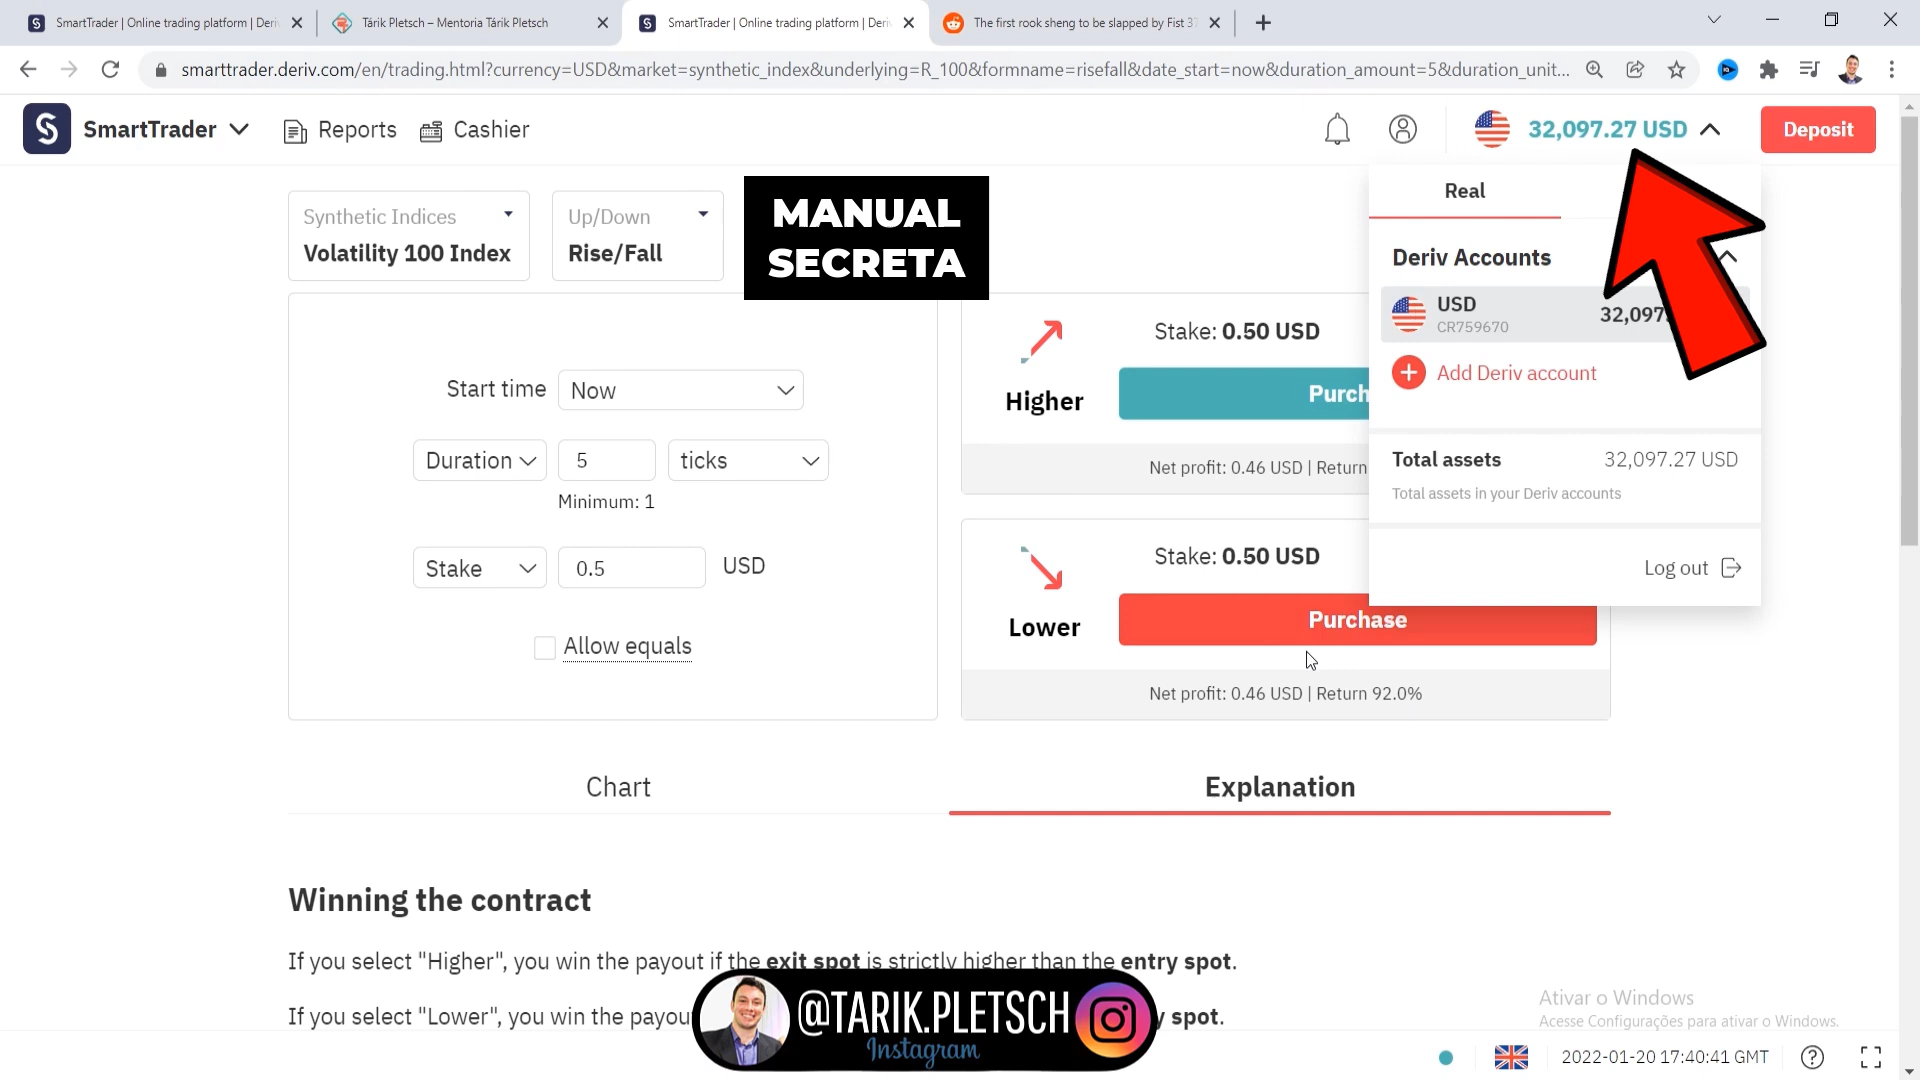 SmartTrader | Online trading platform | Deri
Tárik Pletsch – Mentoria Tárik Pletsch
SmartTrader | Online trading platform | Deri
The first rook sheng to be slapped by Fist 37
smarttrader.deriv.com/en/trading.html?currency=USD&market=synthetic_index&underlying=R_100&formname=risefall&date_start=now&duration_amount=5&duration_unit...
SmartTrader
Reports
Cashier
32,097.27 USD
Deposit
Synthetic Indices
Volatility 100 Index
Up/Down
Rise/Fall
MANUAL
SECRETA
Real
Deriv Accounts
USD
CR759670
32,097.
Add Deriv account
Total assets
32,097.27 USD
Total assets in your Deriv accounts
Log out
Start time
Now
Duration
5
ticks
Minimum: 1
Stake
0.5
USD
Allow equals
Higher
Stake: 0.50 USD
Purch
Net profit: 0.46 USD | Return
Lower
Stake: 0.50 USD
Purchase
Net profit: 0.46 USD | Return 92.0%
Chart
Explanation
Winning the contract
If you select "Higher", you win the payout if the exit spot is strictly higher than the entry spot.
If you select "Lower", you win the payou
y spot.
@TARIK.PLETSCH
Instagram
Ativar o Windows
Acesse Configurações para ativar o Windows.
2022-01-20 17:40:41 GMT